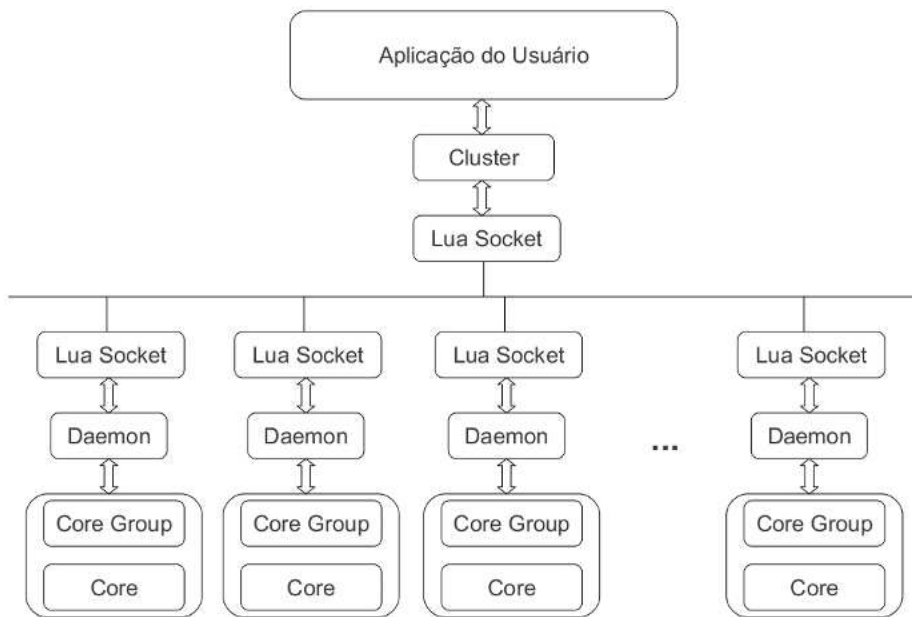 Aplicação do Usuário
Cluster
Lua Socket
Lua Socket
Lua Socket
Lua Socket
Lua Socket
Daemon
Daemon
Daemon
...
Daemon
Core Group
Core Group
Core Group
Core Group
Core
Core
Core
Core